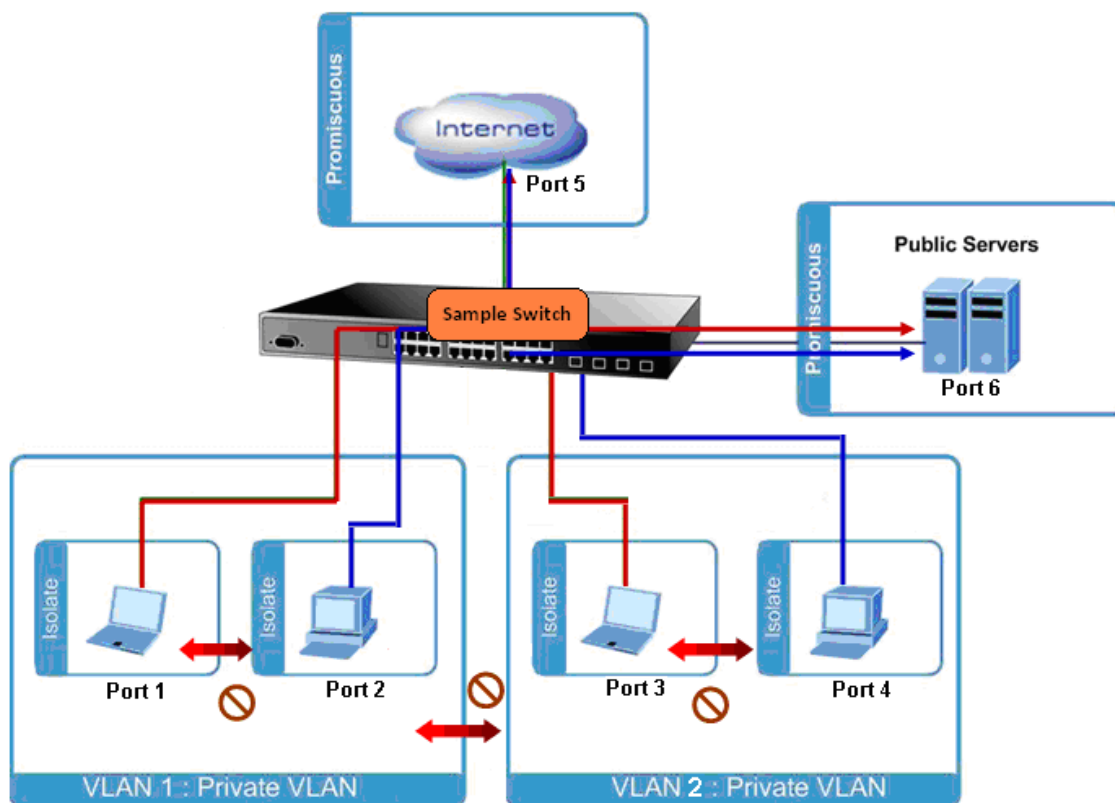 Promiscuous
Internet
Port 5
Promiscuous
Public Servers
Port 6
Sample Switch
Isolate
Port 1
Isolate
Port 2
Isolate
Port 3
Isolate
Port 4
VLAN 1 : Private VLAN
VLAN 2 : Private VLAN